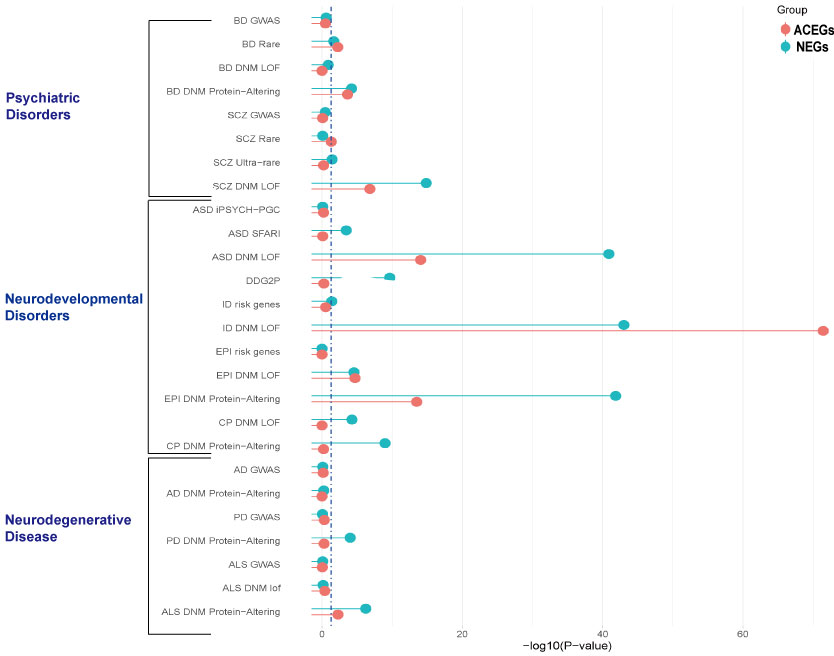 Group
ACEGs
NEGs
Psychiatric
Disorders
BD GWAS
BD Rare
BD DNM LOF
BD DNM Protein−Altering
SCZ GWAS
SCZ Rare
SCZ Ultra−rare
SCZ DNM LOF
Neurodevelopmental
Disorders
ASD iPSYCH−PGC
ASD SFARI
ASD DNM LOF
DDG2P
ID risk genes
ID DNM LOF
EPI risk genes
EPI DNM LOF
EPI DNM Protein−Altering
CP DNM LOF
CP DNM Protein−Altering
Neurodegenerative
Disease
AD GWAS
AD DNM Protein−Altering
PD GWAS
PD DNM Protein−Altering
ALS GWAS
ALS DNM lof
ALS DNM Protein−Altering
0 20 40 60
−log10(P−value)